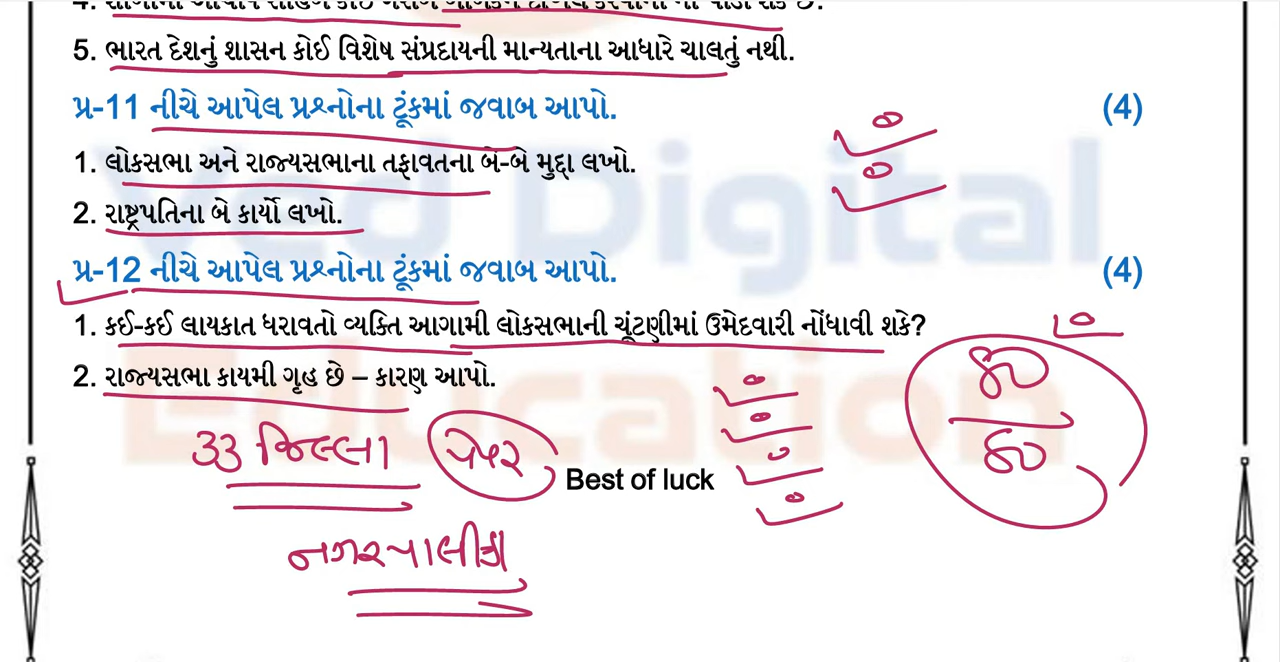 5. ભારત દેશનું શાસન કોઈ વિશેષ સંપ્રદાયની માન્યતાના આધારે ચાલતું નથી.
પ્ર-11 નીચે આપેલ પ્રશ્નોના ટૂંકમાં જવાબ આપો. (4)
1. લોકસભા અને રાજ્યસભાના તફાવતના બે-બે મુદ્દા લખો.
2. રાષ્ટ્રપતિના બે કાર્યો લખો.
Ved Digital
પ્ર-12 નીચે આપેલ પ્રશ્નોના ટૂંકમાં જવાબ આપો. (4)
1. કઈ-કઈ લાયકાત ધરાવતો વ્યક્તિ આગામી લોકસભાની ચૂંટણીમાં ઉમેદવારી નોંધાવી શકે?
2. રાજ્યસભા કાયમી ગૃહ છે – કારણ આપો.
Education
33 જિલ્લા પેપર
Best of luck
નગરપાલીકા